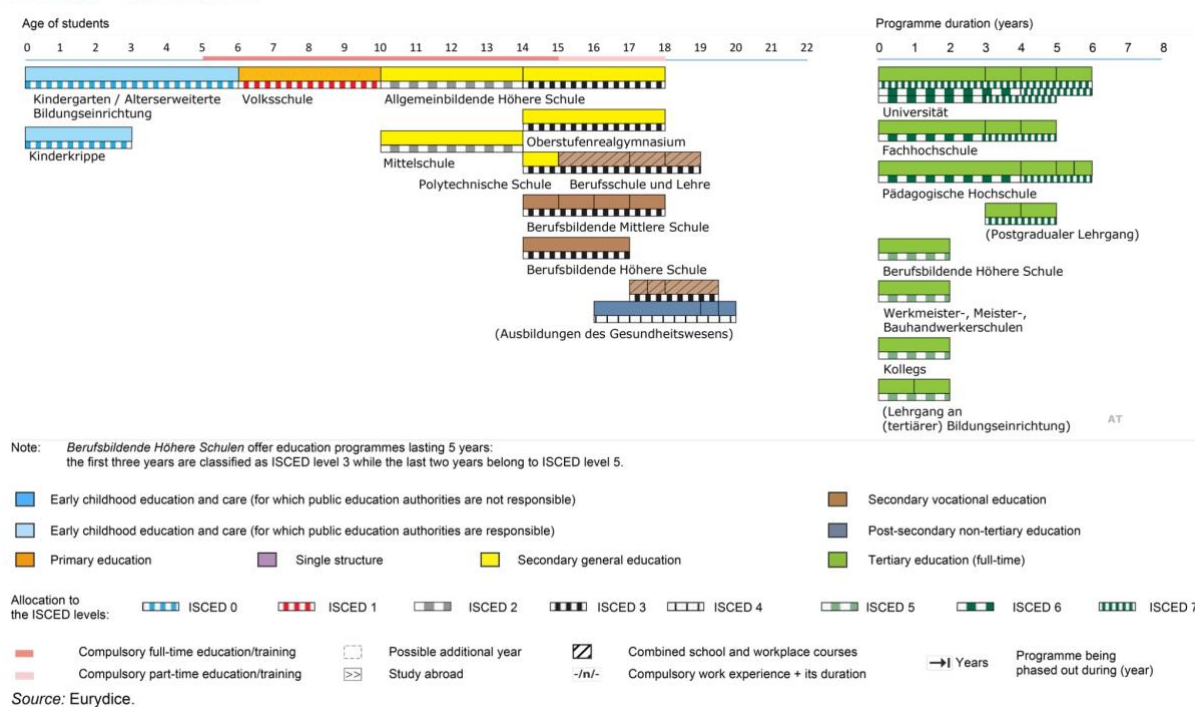 Age of students
Programme duration (years)
0 1 2 3 4 5 6 7 8 9 10 11 12 13 14 15 16 17 18 19 20 21 22
0 1 2 3 4 5 6 7 8
Kindergarten / Alterserweiterte
Bildungseinrichtung
Volksschule
Allgemeinbildende Höhere Schule
Kinderkrippe
Oberstufenrealgymnasium
Mittelschule
Polytechnische Schule
Berufsschule und Lehre
Berufsbildende Mittlere Schule
Berufsbildende Höhere Schule
(Ausbildungen des Gesundheitswesens)
Universität
Fachhochschule
Pädagogische Hochschule
(Postgradualer Lehrgang)
Berufsbildende Höhere Schule
Werkmeister-, Meister-,
Bauhandwerkerschulen
Kollegs
(Lehrgang an
(tertiärer) Bildungseinrichtung)
AT
Note: Berufsbildende Höhere Schulen offer education programmes lasting 5 years:
the first three years are classified as ISCED level 3 while the last two years belong to ISCED level 5.
Early childhood education and care (for which public education authorities are not responsible)
Secondary vocational education
Early childhood education and care (for which public education authorities are responsible)
Post-secondary non-tertiary education
Primary education
Single structure
Secondary general education
Tertiary education (full-time)
Allocation to
the ISCED levels:
ISCED 0
ISCED 1
ISCED 2
ISCED 3
ISCED 4
ISCED 5
ISCED 6
ISCED 7
Compulsory full-time education/training
Possible additional year
Combined school and workplace courses
Years
Programme being
phased out during (year)
Compulsory part-time education/training
>> Study abroad
-/n/- Compulsory work experience + its duration
Source: Eurydice.